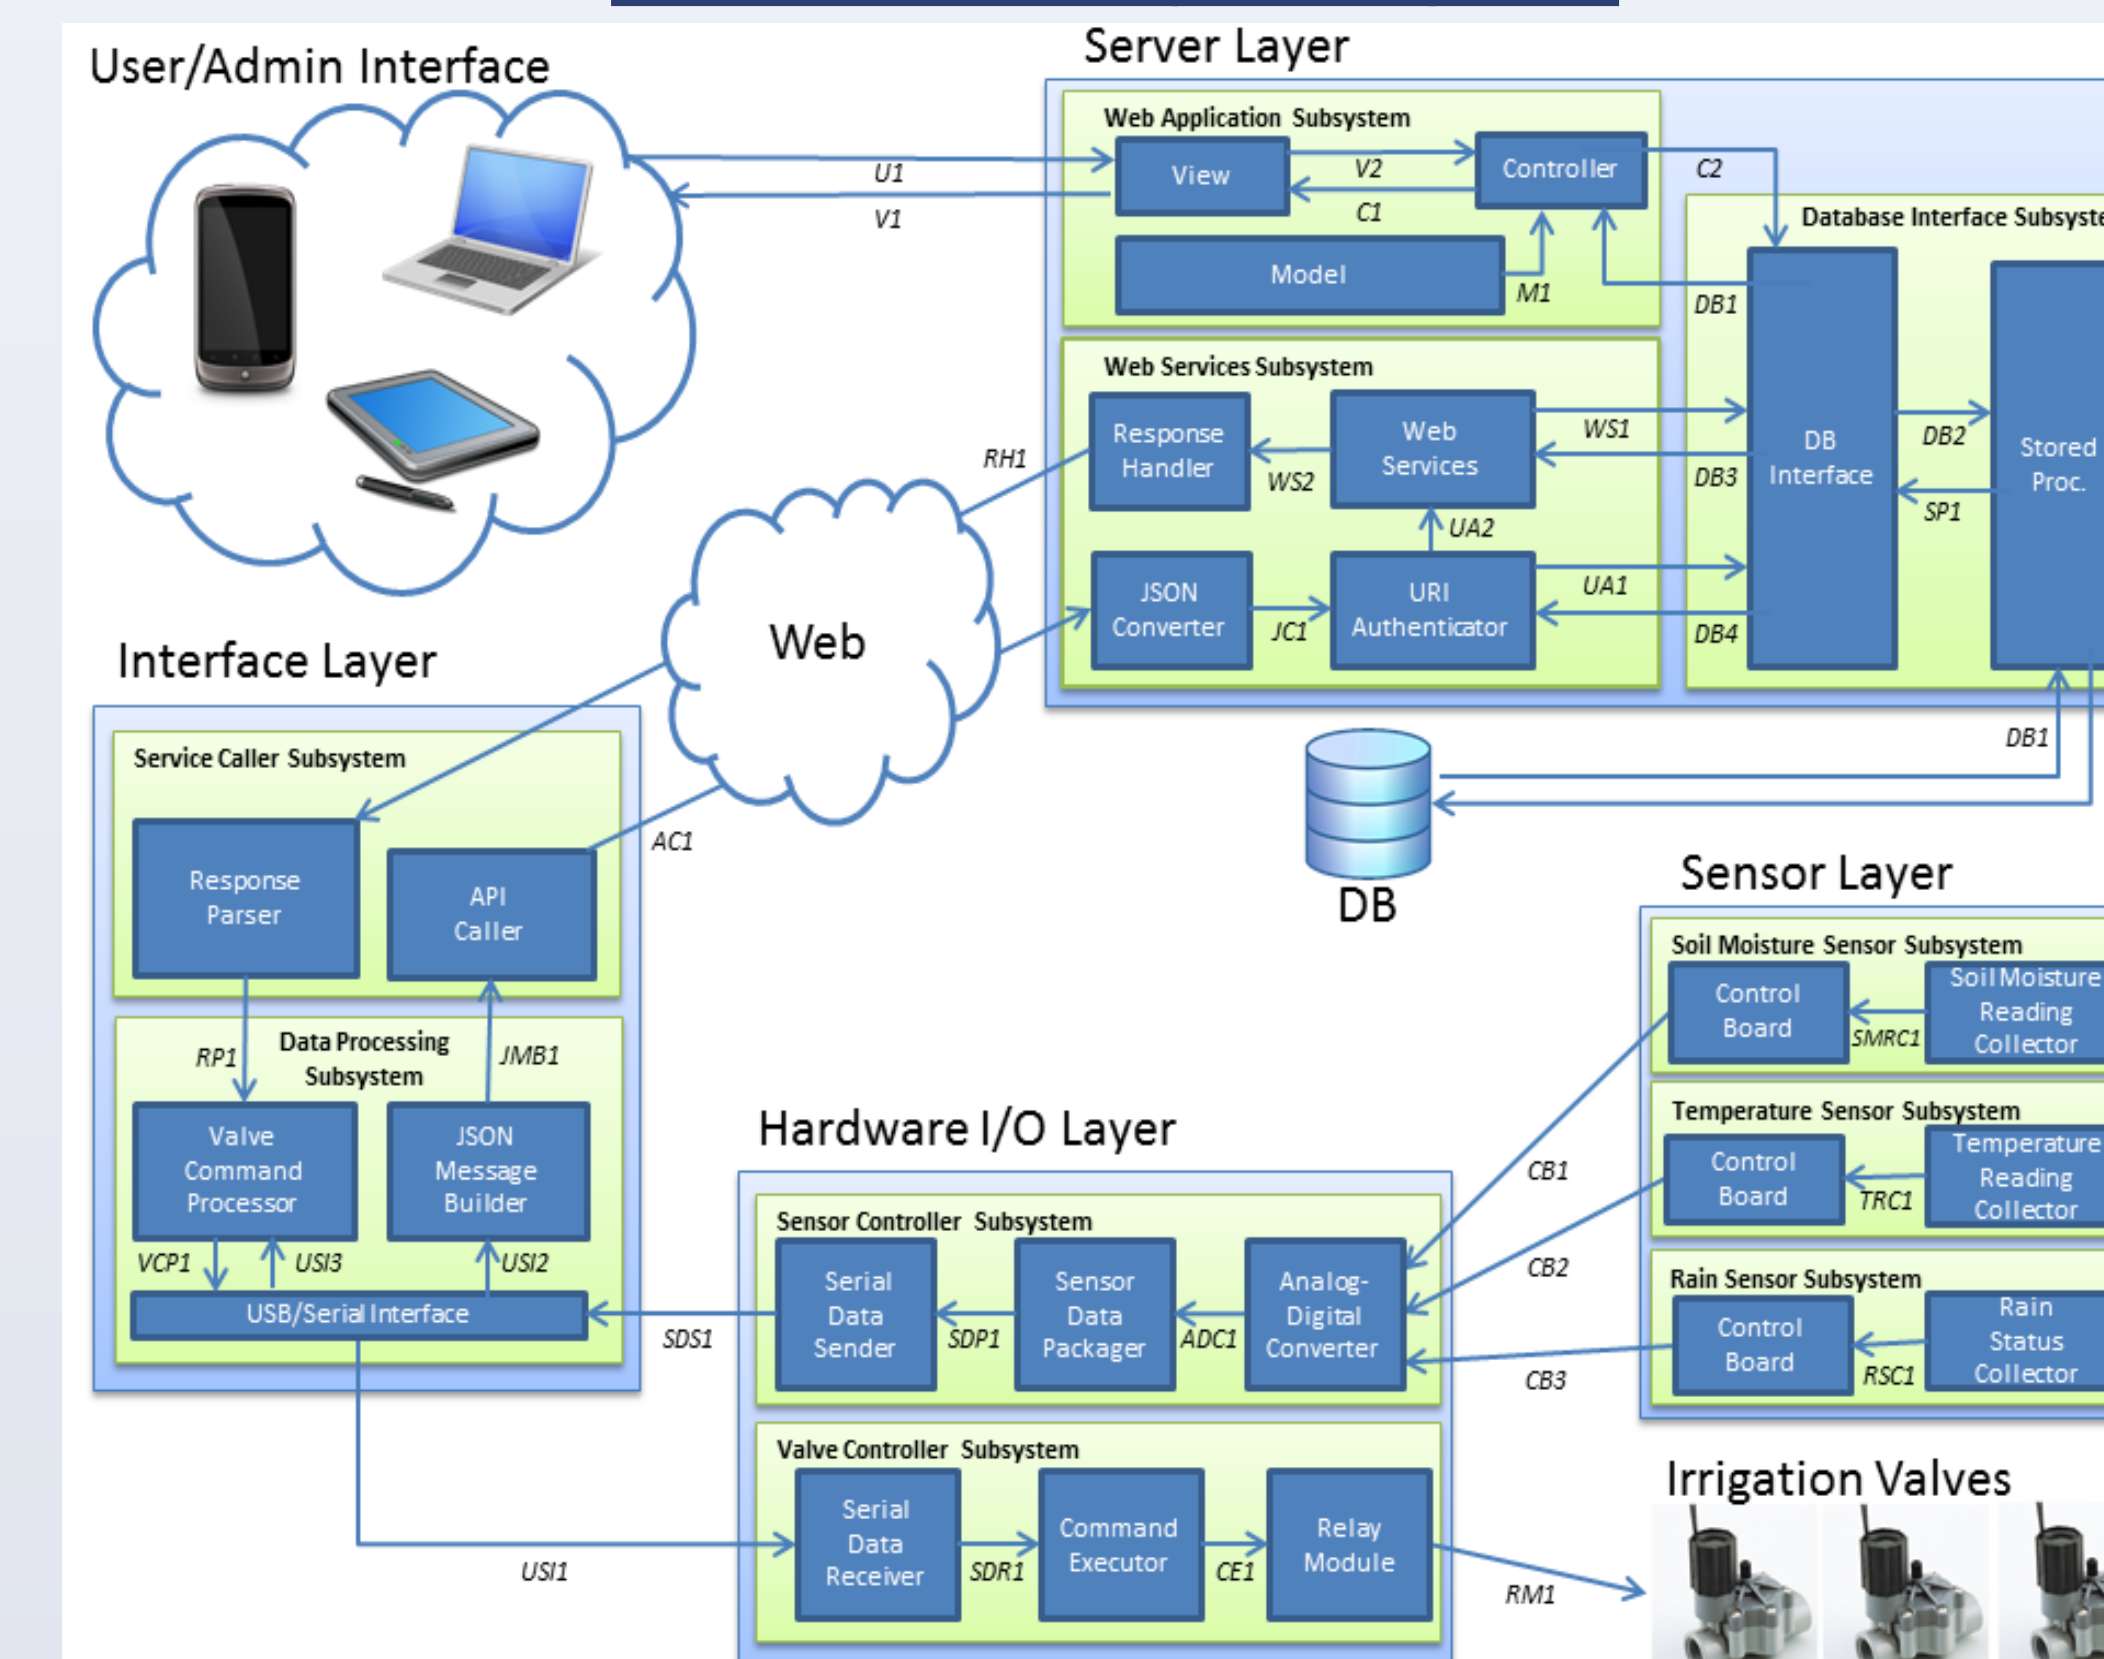 User/Admin Interface
Server Layer
Web Application Subsystem
View
Controller
Model
U1
V1
V2
C1
C2
M1
DB1
Database Interface Subsyste
Web Services Subsystem
Response
Handler
Web
Services
RH1
WS2
WS1
DB3
UA2
JSON
Converter
URI
Authenticator
JC1
UA1
DB4
DB
Interface
DB2
SP1
Stored
Proc.
DB1
Web
DB
Interface Layer
Service Caller Subsystem
Response
Parser
API
Caller
AC1
Data Processing
Subsystem
RP1
JMB1
Valve
Command
Processor
JSON
Message
Builder
VCP1
USI3
USI2
USB/Serial Interface
SDS1
USI1
Hardware I/O Layer
Sensor Controller Subsystem
Serial
Data
Sender
SDP1
Sensor
Data
Packager
ADC1
Analog-
Digital
Converter
Valve Controller Subsystem
Serial
Data
Receiver
SDR1
Command
Executor
CE1
Relay
Module
RM1
CB1
CB2
CB3
Sensor Layer
Soil Moisture Sensor Subsystem
Control
Board
SMRC1
Soil Moisture
Reading
Collector
Temperature Sensor Subsystem
Control
Board
TRC1
Temperature
Reading
Collector
Rain Sensor Subsystem
Control
Board
RSC1
Rain
Status
Collector
Irrigation Valves